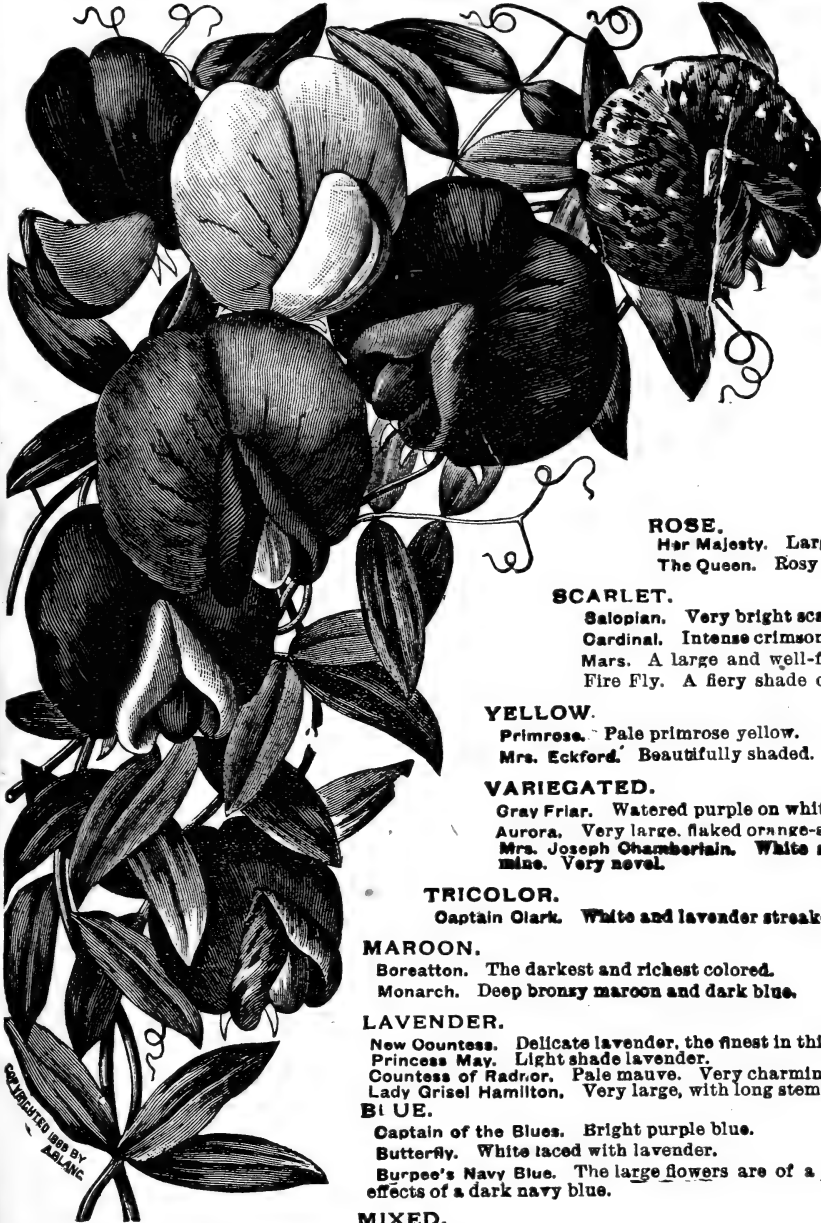 ROSE.
Her Majesty. Lar
The Queen. Rosy
SCARLET.
Salopian. Very bright sca
Cardinal. Intense crimson
Mars. A large and well-f
Fire Fly. A fiery shade
YELLOW.
Primrose. Pale primrose yellow.
Mrs. Eckford. Beautifully shaded.
VARIEGATED.
Gray Friar. Watered purple on whit
Aurora. Very large, flaked orange-s
Mrs. Joseph Chamberlain. White
mine. Very novel.
TRICOLOR.
Captain Clark. White and lavender streak
MAROON.
Boreatton. The darkest and richest colored.
Monarch. Deep bronzy maroon and dark blue.
LAVENDER.
New Countess. Delicate lavender, the finest in thi
Princess May. Light shade lavender.
Countess of Radnor. Pale mauve. Very charmin
Lady Grisel Hamilton. Very large, with long stem
BLUE.
Captain of the Blues. Bright purple blue.
Butterfly. White laced with lavender.
Burpee's Navy Blue. The large flowers are of a
effects of a dark navy blue.
MIXED.
COPYRIGHTED BY
A.BLANC